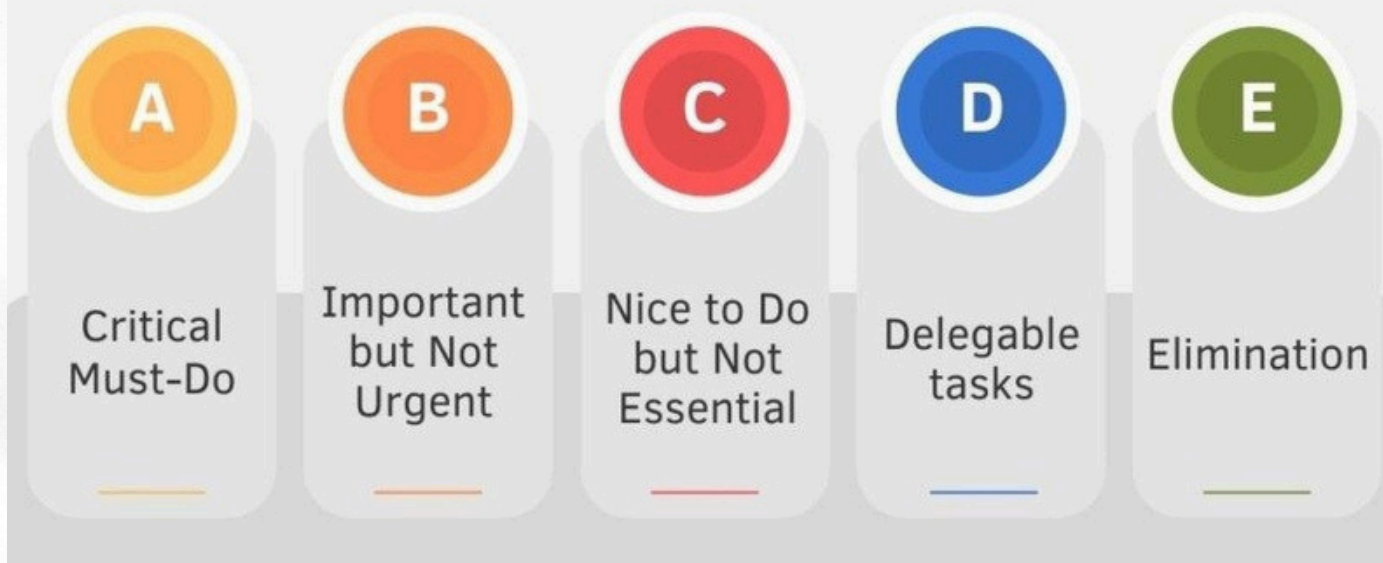 A
Critical
Must-Do
B
Important
but Not
Urgent
C
Nice to Do
but Not
Essential
D
Delegable
tasks
E
Elimination